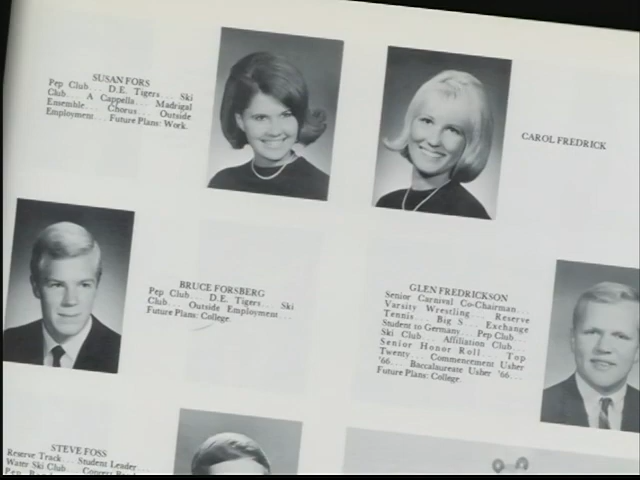 SUSAN FORS
Pep Club... D.E. Tigers... Ski
Club... A Cappella... Madrigal
Ensemble... Chorus... Outside
Employment... Future Plans: Work.
CAROL FREDRICK
BRUCE FORSBERG
Pep Club... D.E. Tigers... Ski
Club... Outside Employment...
Future Plans: College.
GLEN FREDRICKSON
Senior Carnival Co-Chairman...
Varsity Wrestling... Reserve
Tennis... Big S... Exchange
Student to Germany... Pep Club...
Ski Club... Affiliation Club...
Senior Honor Roll... Top
Twenty... Commencement Usher
'66... Baccalaureate Usher '66...
Future Plans: College.
STEVE FOSS
Reserve Track... Student Leader...
Water Ski Club... Concert Band...
Pep